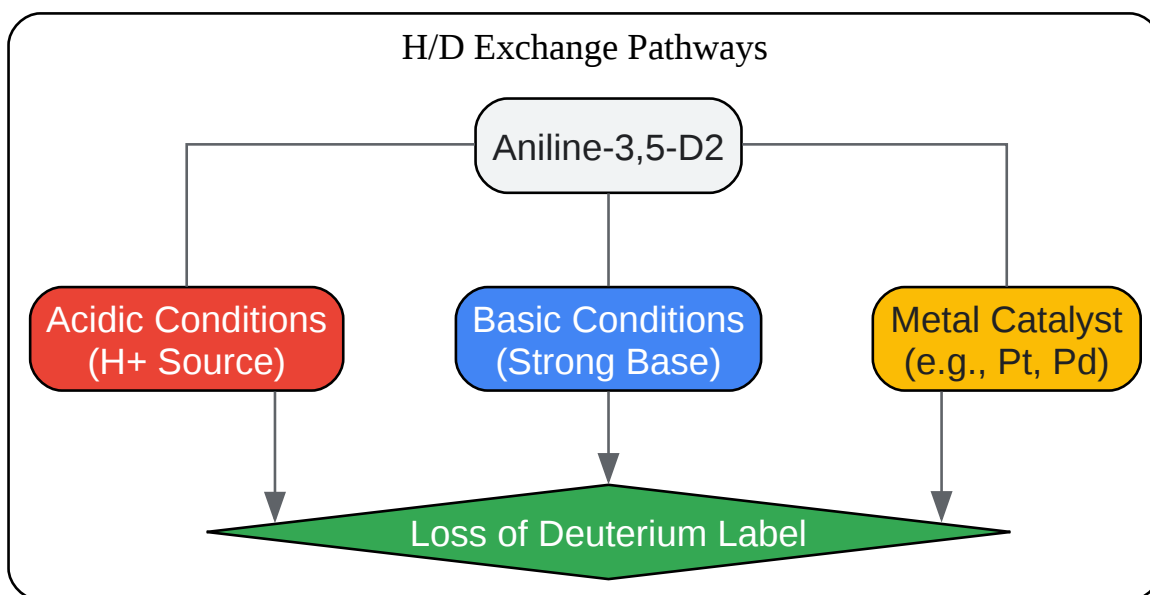 H/D Exchange Pathways
Aniline-3,5-D2
Acidic Conditions
(H+ Source)
Basic Conditions
(Strong Base)
Metal Catalyst
(e.g., Pt, Pd)
Loss of Deuterium Label